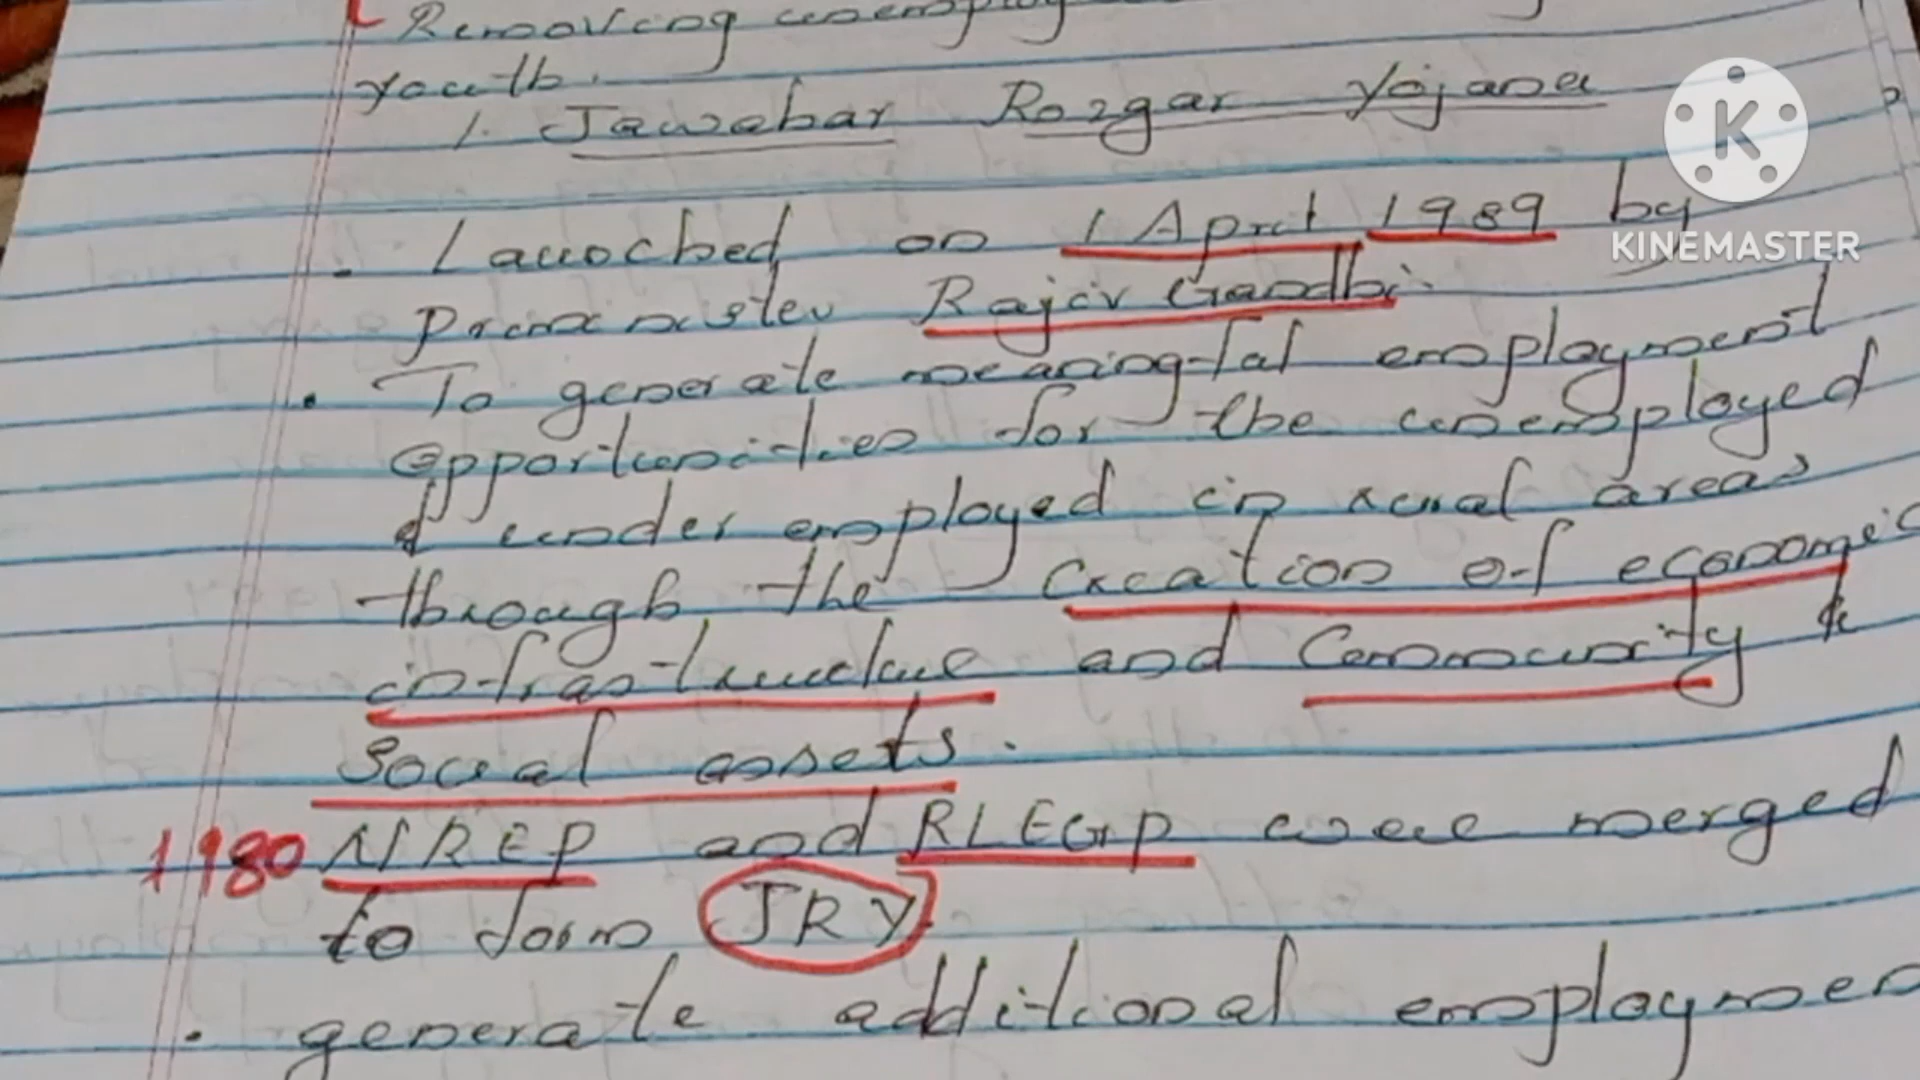 Removing unemploy
youth.
1. Jawahar Rozgar Yojana
. Launched on 1 April 1989 by
Prime minister Rajiv Gandhi.
. To generate meaningful employment
opportunities for the unemployed
& under employed in rural areas
through the creation of economic
infrastructure and Community &
Social assets.
1980 NREP and RLEGP were merged
to form JRY
. generate additional employmen
K
KINEMASTER